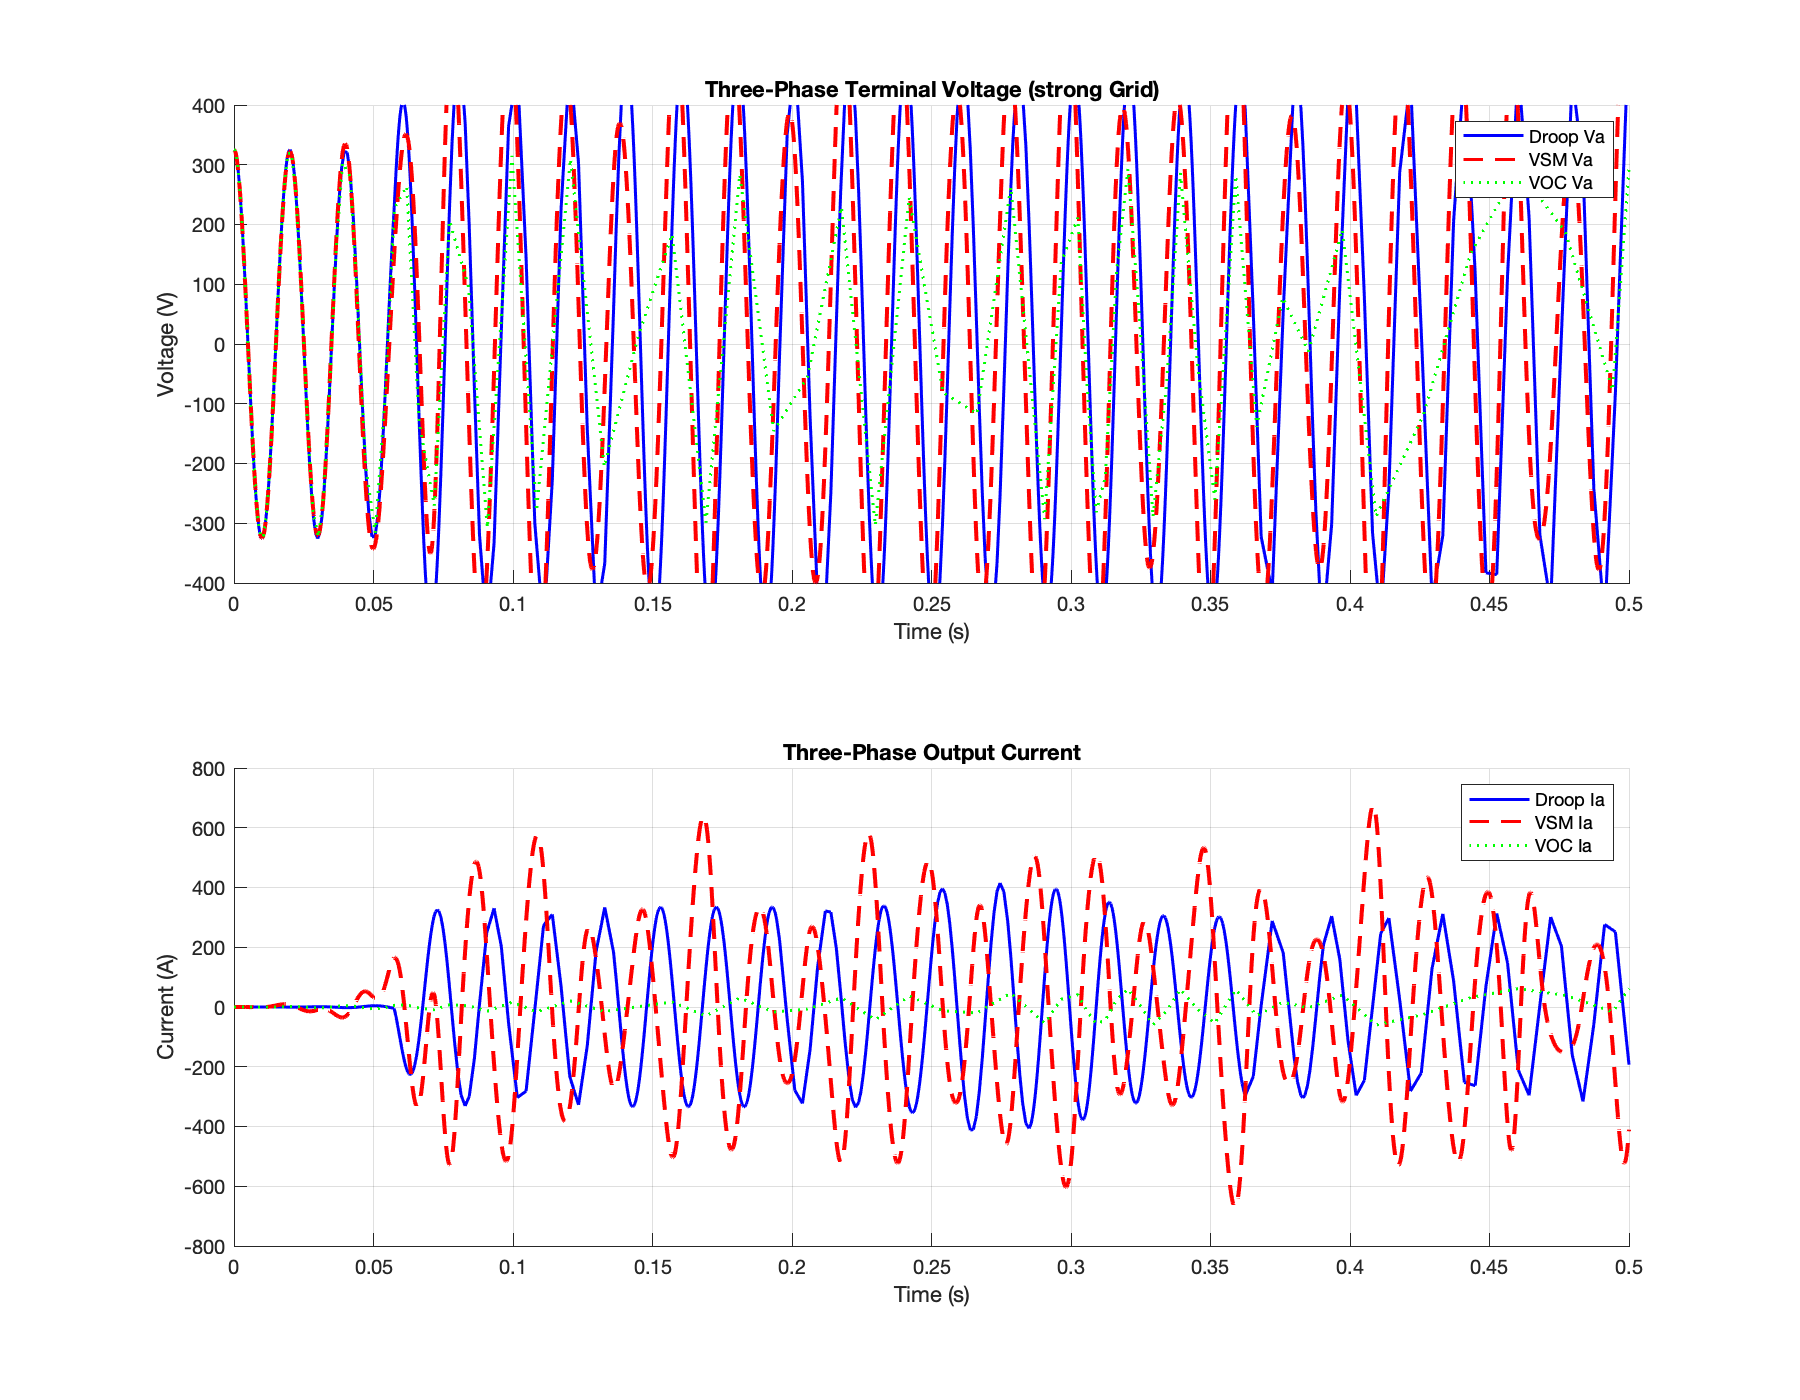 Three-Phase Terminal Voltage (strong Grid)
400
300
200
100
0
-100
-200
-300
-400
Voltage (V)
Droop Va
VSM Va
VOC Va
0 0.05 0.1 0.15 0.2 0.25 0.3 0.35 0.4 0.45 0.5
Time (s)
Three-Phase Output Current
800
600
400
200
0
-200
-400
-600
-800
Current (A)
Droop Ia
VSM Ia
VOC Ia
0 0.05 0.1 0.15 0.2 0.25 0.3 0.35 0.4 0.45 0.5
Time (s)